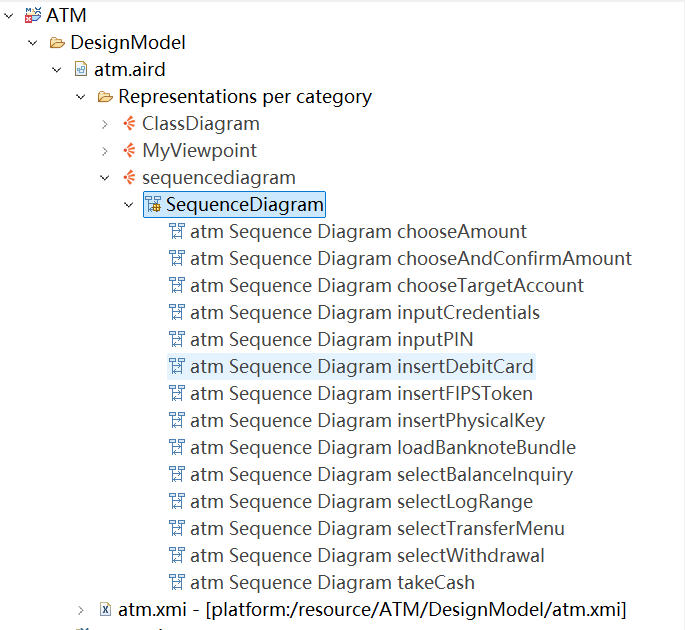 ATM
DesignModel
atm.aird
Representations per category
ClassDiagram
MyViewpoint
sequencediagram
SequenceDiagram
atm Sequence Diagram chooseAmount
atm Sequence Diagram chooseAndConfirmAmount
atm Sequence Diagram chooseTargetAccount
atm Sequence Diagram inputCredentials
atm Sequence Diagram inputPIN
atm Sequence Diagram insertDebitCard
atm Sequence Diagram insertFIPSToken
atm Sequence Diagram insertPhysicalKey
atm Sequence Diagram loadBanknoteBundle
atm Sequence Diagram selectBalanceInquiry
atm Sequence Diagram selectLogRange
atm Sequence Diagram selectTransferMenu
atm Sequence Diagram selectWithdrawal
atm Sequence Diagram takeCash
atm.xmi - [platform:/resource/ATM/DesignModel/atm.xmi]